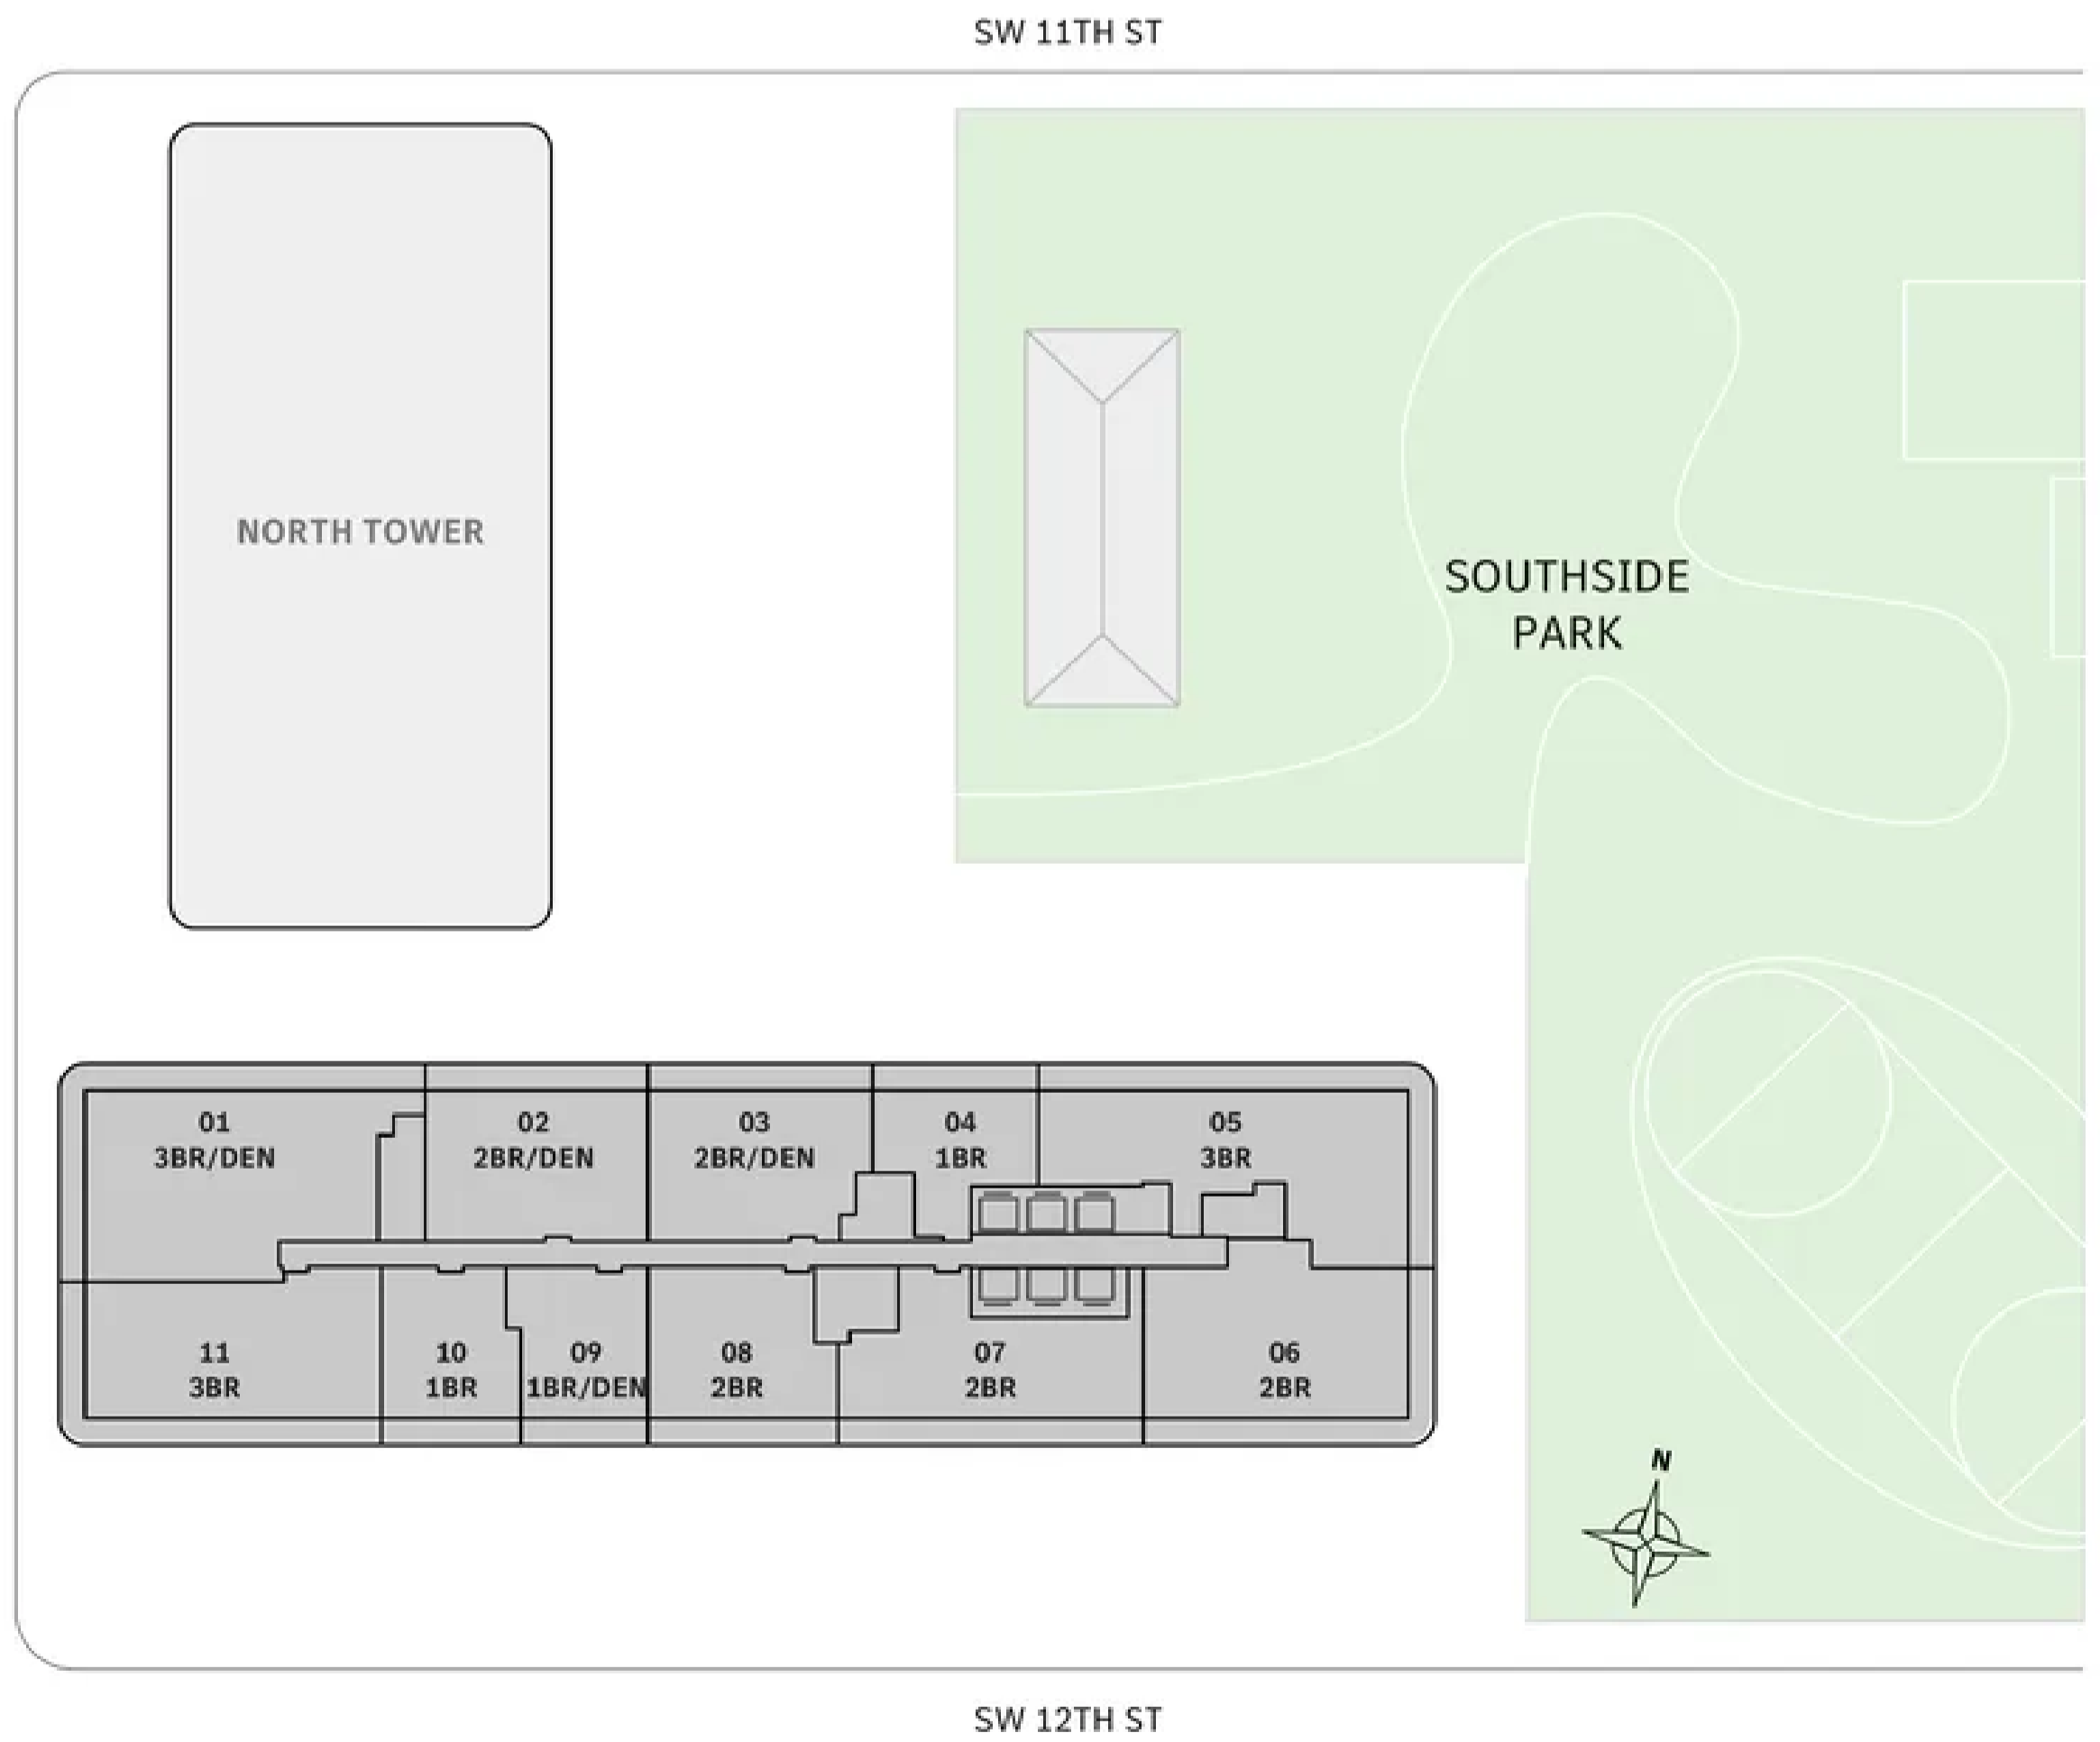 SW 11TH ST
NORTH TOWER
SOUTHSIDE
PARK
01
3BR/DEN
02
2BR/DEN
03
2BR/DEN
04
1BR
05
3BR
11
3BR
10
1BR
09
1BR/DEN
08
2BR
07
2BR
06
2BR
N
SW 12TH ST